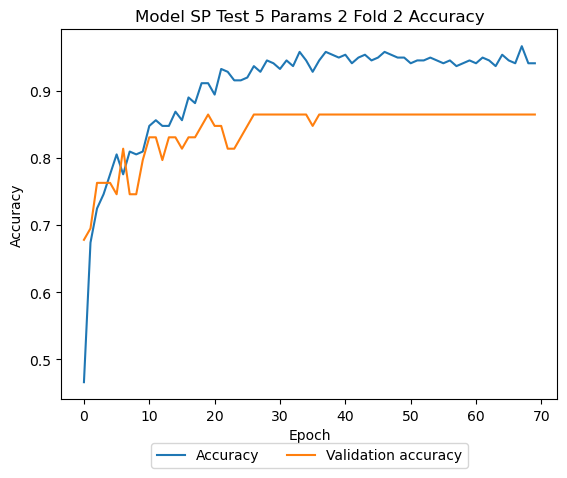 Model SP Test 5 Params 2 Fold 2 Accuracy
Accuracy
0.9
0.8
0.7
0.6
0.5
0 10 20 30 40 50 60 70
Epoch
Accuracy Validation accuracy